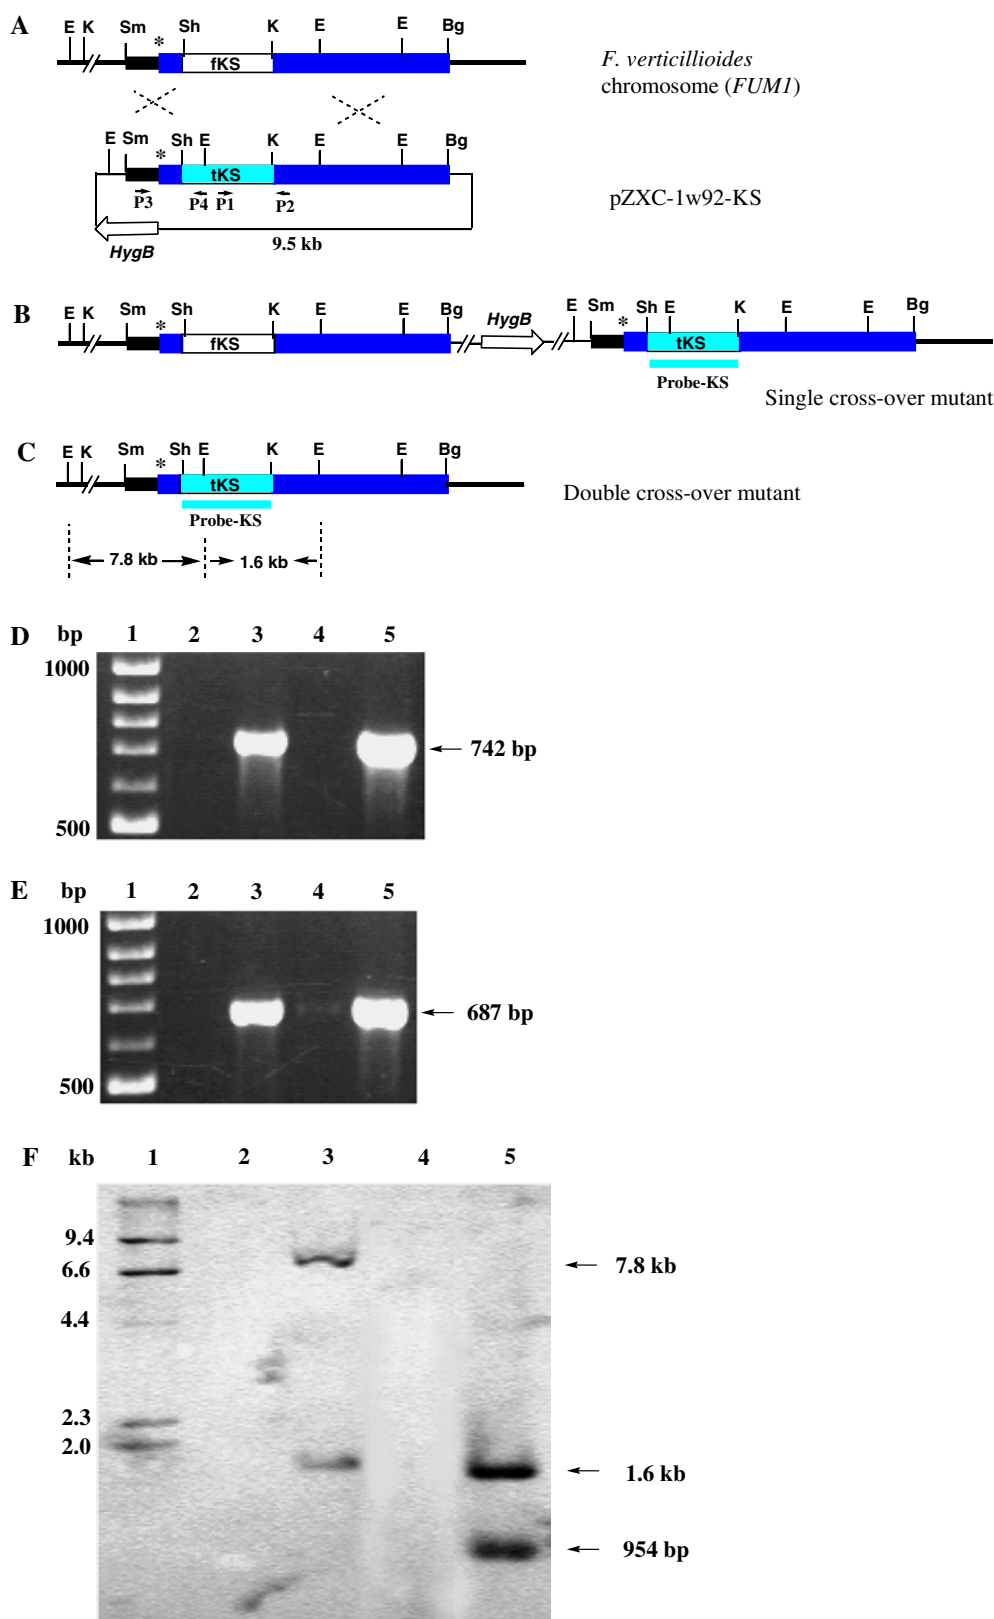 A
E K Sm * Sh K E E Bg
fKS
F. verticillioides
chromosome (FUM1)
E Sm * Sh E K E E Bg
tKS
P3 P4 P1 P2
pZXC-1w92-KS
HygB
9.5 kb
B
E K Sm * Sh K E E Bg HygB E Sm * Sh E K E E Bg
fKS tKS
Probe-KS
Single cross-over mutant
C
E K Sm * Sh E K E E Bg
tKS
Double cross-over mutant
Probe-KS
7.8 kb 1.6 kb
D bp 1 2 3 4 5
1000
742 bp
500
E bp 1 2 3 4 5
1000
687 bp
500
F kb 1 2 3 4 5
9.4
6.6 7.8 kb
4.4
2.3
2.0
1.6 kb
954 bp